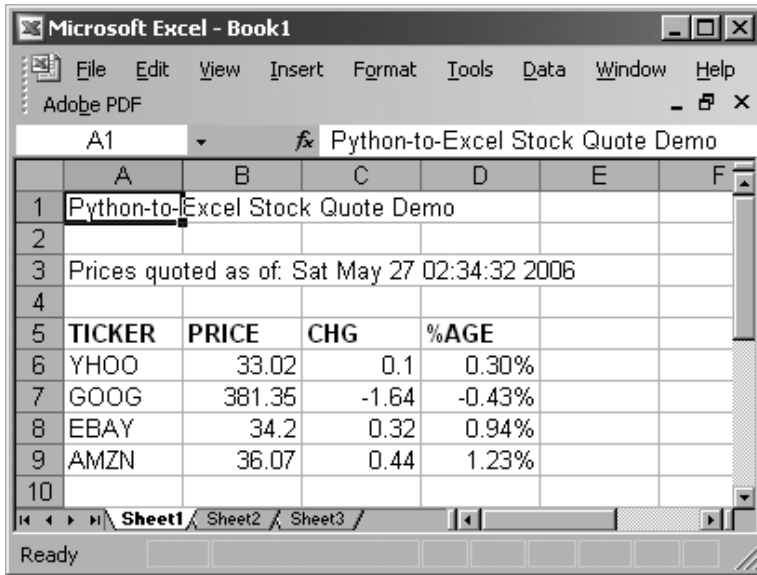 Microsoft Excel - Book1
File Edit View Insert Format Tools Data Window Help
Adobe PDF
A1 fx Python-to-Excel Stock Quote Demo
A B C D E F
1 Python-to-Excel Stock Quote Demo
2
3 Prices quoted as of: Sat May 27 02:34:32 2006
4
5 TICKER PRICE CHG %AGE
6 YHOO 33.02 0.1 0.30%
7 GOOG 381.35 -1.64 -0.43%
8 EBAY 34.2 0.32 0.94%
9 AMZN 36.07 0.44 1.23%
10
Sheet1 Sheet2 Sheet3
Ready